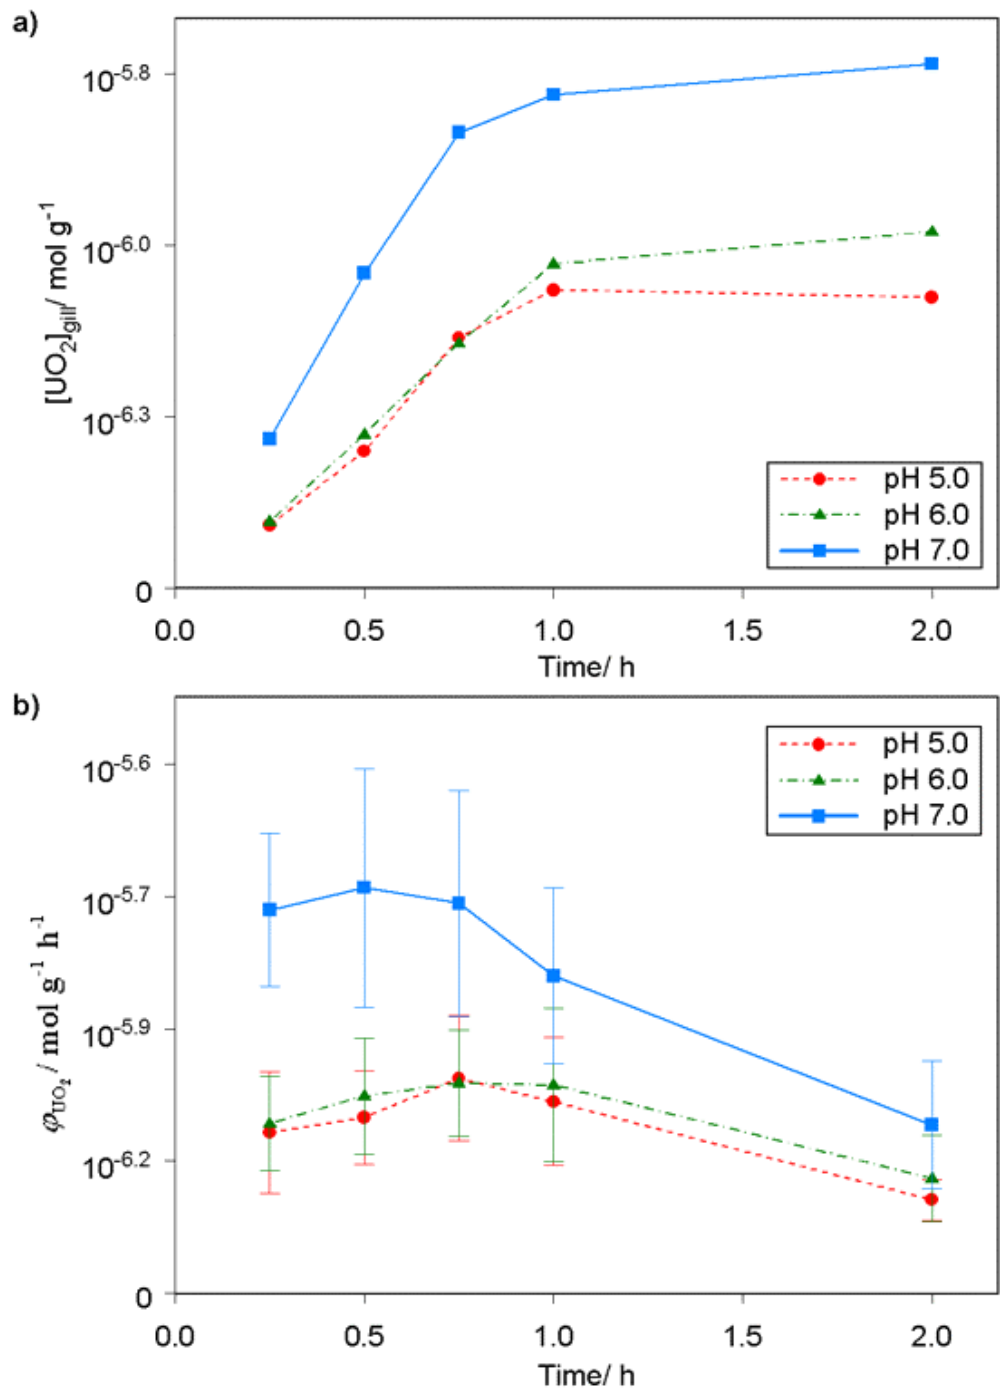 a)
10^-5.8
10^-6.0
10^-6.3
0
[UO₂]gill/ mol g⁻¹
pH 5.0
pH 6.0
pH 7.0
0.0 0.5 1.0 1.5 2.0
Time/ h
b)
10^-5.6
10^-5.7
10^-5.9
10^-6.2
0
φUO₂ / mol g⁻¹ h⁻¹
pH 5.0
pH 6.0
pH 7.0
0.0 0.5 1.0 1.5 2.0
Time/ h